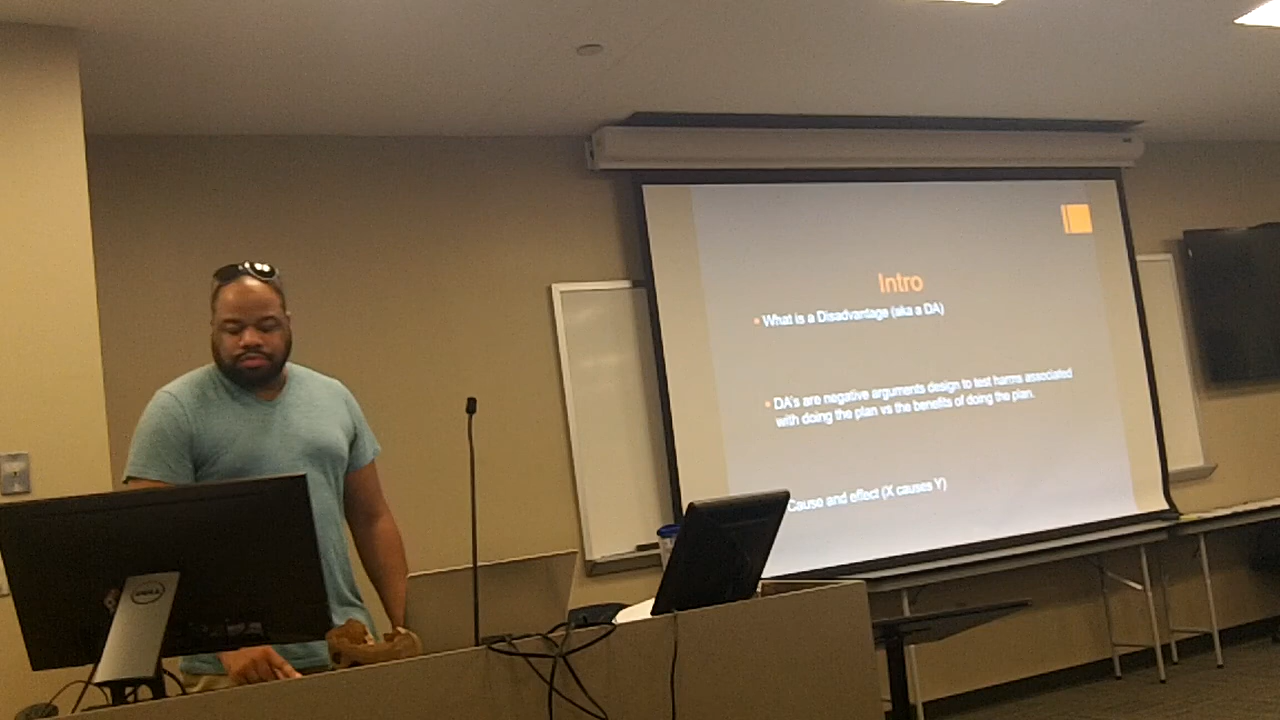 Intro
What is a Disadvantage (aka a DA)
DA's are negative arguments design to test harms associated
with doing the plan vs the benefits of doing the plan.
Cause and effect (X causes Y)
DELL